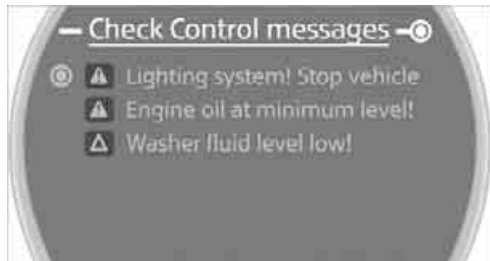 Check Control messages
Lighting system! Stop vehicle
Engine oil at minimum level!
Washer fluid level low!